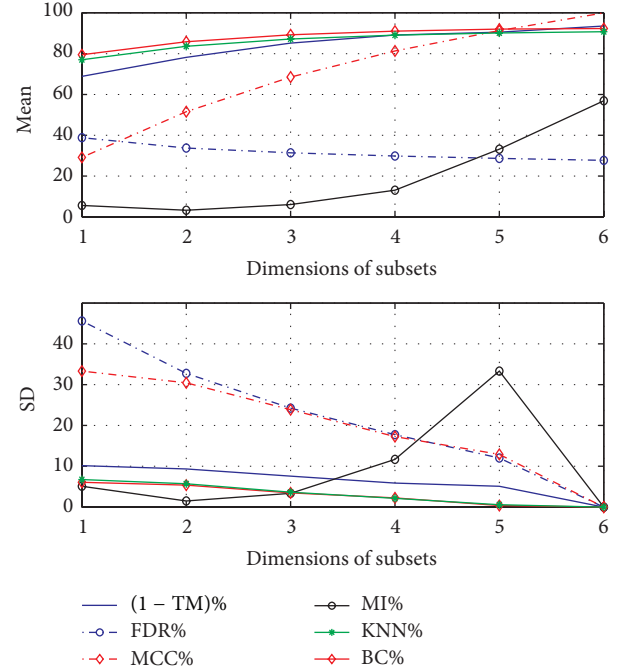 100
80
60
40
20
0
Mean
1 2 3 4 5 6
Dimensions of subsets
40
30
20
10
0
SD
1 2 3 4 5 6
Dimensions of subsets
(1 − TM)%
FDR%
MCC%
MI%
KNN%
BC%